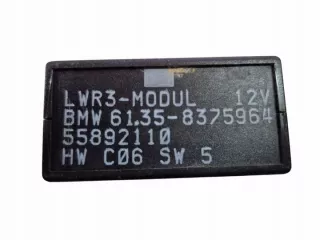 LWR3-MODUL 12V
BMW 61.35-8375964
55892110
HW C06 SW 5